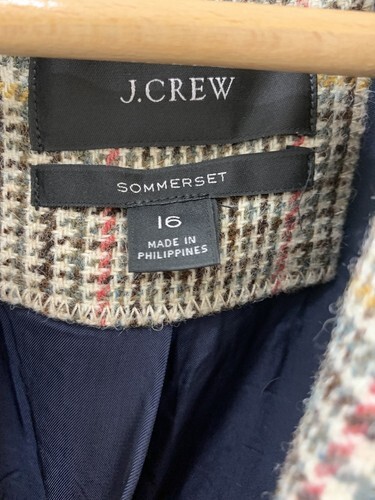 J.CREW
SOMMERSET
16
MADE IN
PHILIPPINES